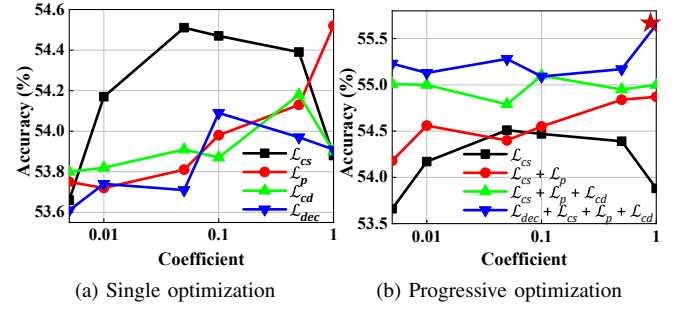 54.6
54.4
54.2
54.0
53.8
53.6
Accuracy (%)
0.01
0.1
1
Coefficient
ℒcs
ℒp
ℒcd
ℒdec
(a) Single optimization
55.5
55.0
54.5
54.0
53.5
Accuracy (%)
0.01
0.1
1
Coefficient
ℒcs
ℒcs + ℒp
ℒcs + ℒp + ℒcd
ℒdec + ℒcs + ℒp + ℒcd
(b) Progressive optimization